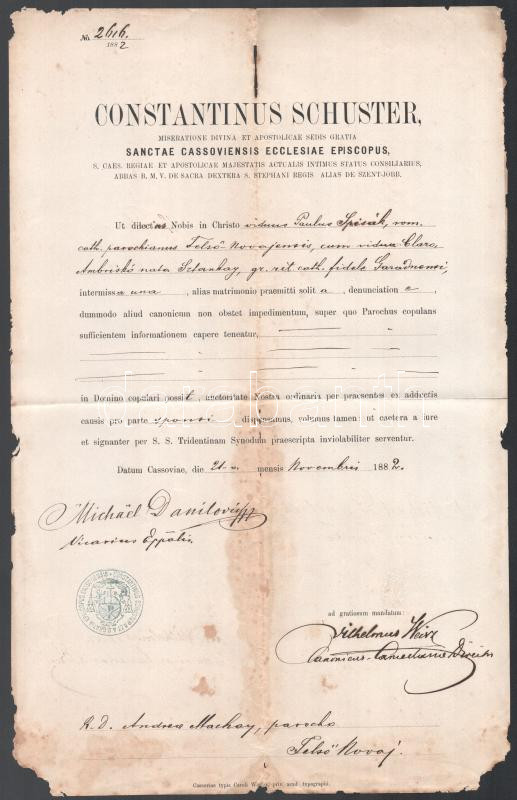 № 2616.
1882
CONSTANTINUS SCHUSTER,
MISERATIONE DIVINA ET APOSTOLICAE SEDIS GRATIA
SANCTAE CASSOVIENSIS ECCLESIAE EPISCOPUS,
S. CAES. REGIAE ET APOSTOLICAE MAJESTATIS ACTUALIS INTIMUS STATUS CONSILIARIUS,
ABBAS B. M. V. DE SACRA DEXTERA S. STEPHANI REGIS ALIAS DE SZENT-JOBB.
Ut dilectus Nobis in Christo viduus Paulus Spisák, rom.
cath. parochianus Felső-Novajensis, cum vidua Clara
Ambriskó nata Sztankay, gr. rit. cath. fidele Garadnensi,
intermissa una, alias matrimonio praemitti solita, denunciatione,
dummodo aliud canonicum non obstet impedimentum, super quo Parochus copulans
sufficientem informationem capere teneatur,
in Domino copulari possit, auctoritate Nostra ordinaria per praesentes ex adductis
causis pro parte sponsi dispensamus, volumus tamen: ut caetera a jure
et signanter per S. S. Tridentinam Synodum praescripta inviolabiliter serventur.
Datum Cassoviae, die 21-a mensis Novembris 1882.
Michaël Danilovics
Vicarius Eppalis.
ad gratiosum mandatum:
Vilhelmus
Canonicus-Cancellariae Director
R. D. Andreae Machay, parocho
Felső Novaj.
Cassoviae typis Caroli Werfer, priv. acad. typographi.